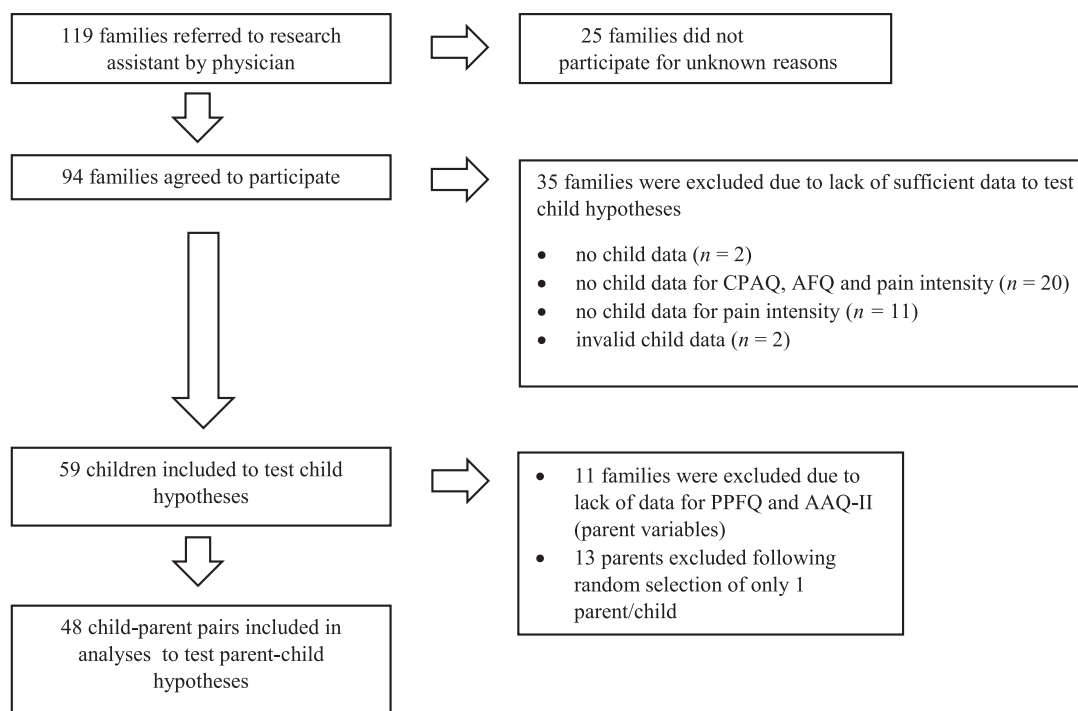 119 families referred to research
assistant by physician
25 families did not
participate for unknown reasons
94 families agreed to participate
35 families were excluded due to lack of sufficient data to test
child hypotheses
• no child data (n = 2)
• no child data for CPAQ, AFQ and pain intensity (n = 20)
• no child data for pain intensity (n = 11)
• invalid child data (n = 2)
59 children included to test child
hypotheses
• 11 families were excluded due to
lack of data for PPFQ and AAQ-II
(parent variables)
• 13 parents excluded following
random selection of only 1
parent/child
48 child-parent pairs included in
analyses to test parent-child
hypotheses